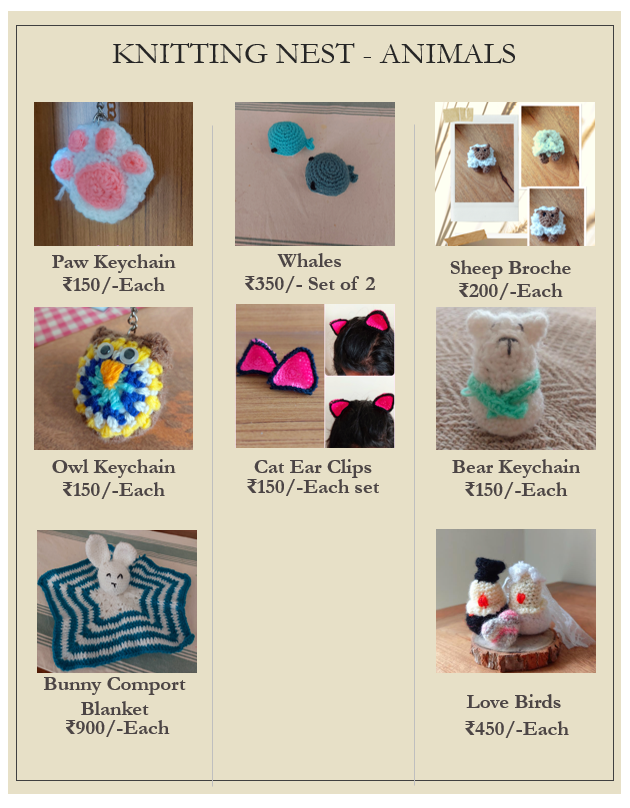 KNITTING NEST - ANIMALS
Paw Keychain
₹150/-Each
Whales
₹350/- Set of 2
Sheep Broche
₹200/-Each
Owl Keychain
₹150/-Each
Cat Ear Clips
₹150/-Each set
Bear Keychain
₹150/-Each
Bunny Comport
Blanket
₹900/-Each
Love Birds
₹450/-Each